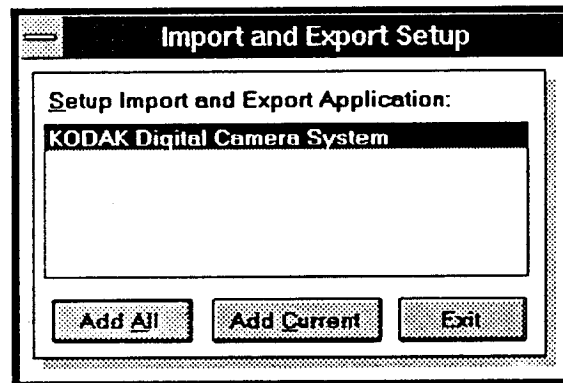 Import and Export Setup
Setup Import and Export Application:
KODAK Digital Camera System
Add All
Add Current
Exit